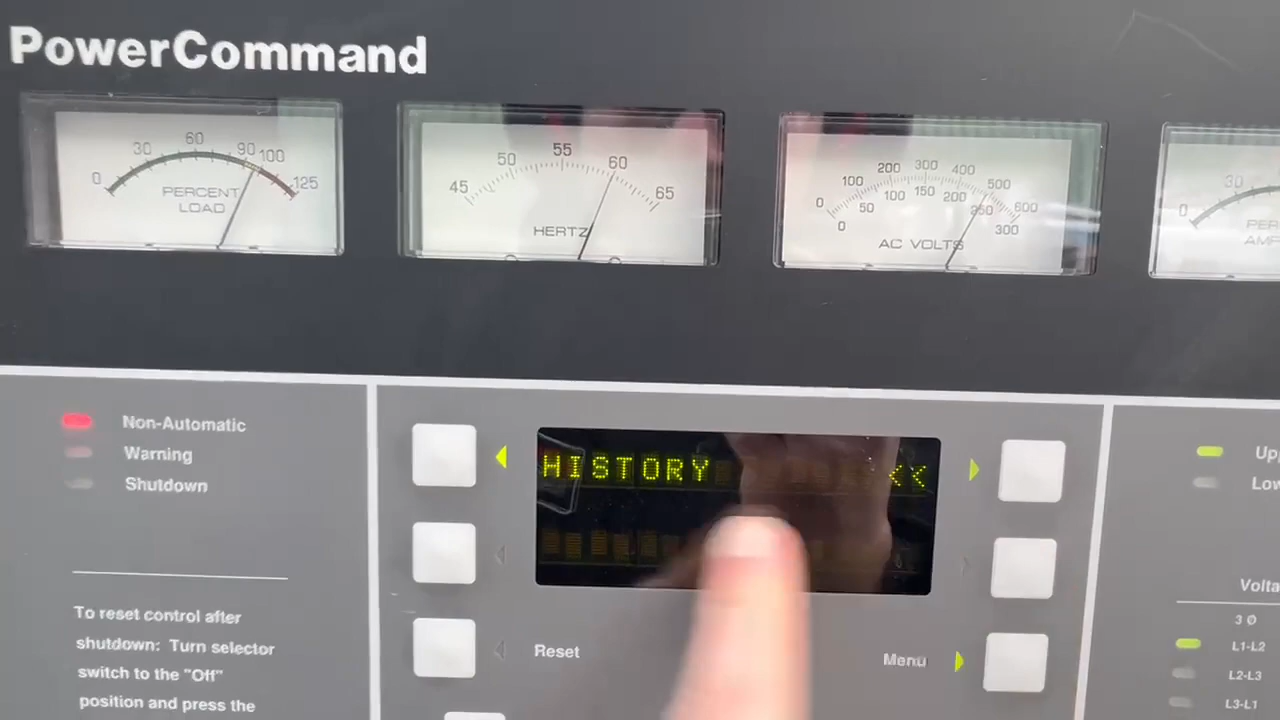 PowerCommand
0 30 60 90 100 125
PERCENT
LOAD
45 50 55 60 65
HERTZ
0 100 200 300 400 500 600
0 50 100 150 200 250 300
AC VOLTS
0 30
Non-Automatic
Warning
Shutdown
HISTORY <<
To reset control after
shutdown: Turn selector
switch to the "Off"
position and press the
Reset
Menu
3 Ø
L1-L2
L2-L3
L3-L1